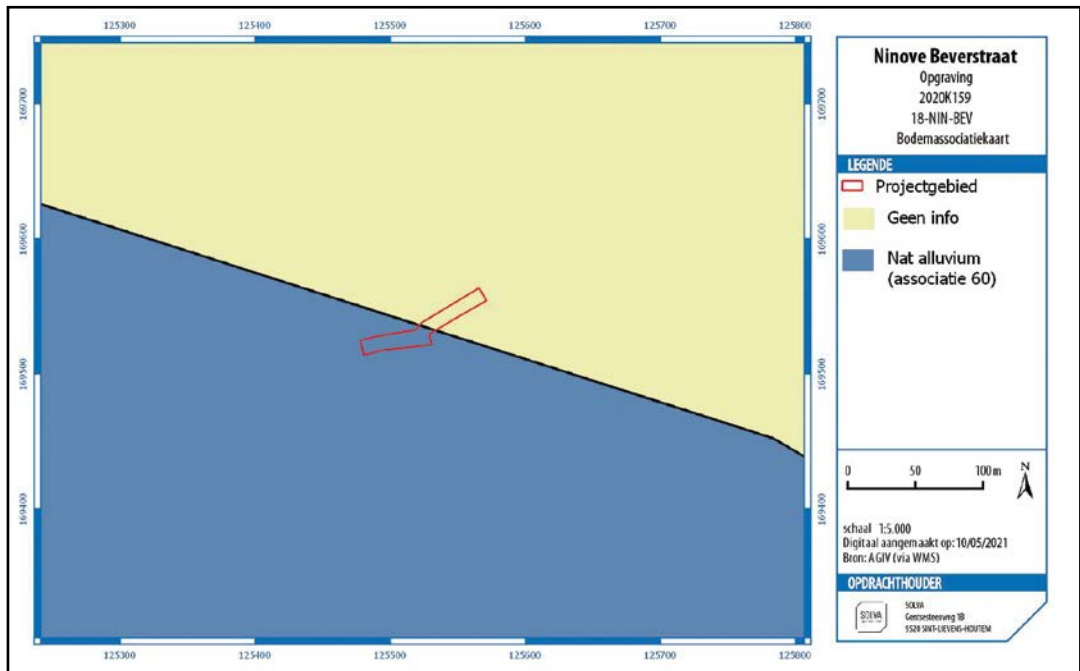 125300 125400 125500 125600 125700 125800
169700 169700
169600 169600
169500 169500
169400 169400
125300 125400 125500 125600 125700 125800
Ninove Beverstraat
Opgraving
2020K159
18-NIN-BEV
Bodemassociatiekaart
LEGENDE
Projectgebied
Geen info
Nat alluvium
(associatie 60)
0 50 100 m
N
schaal 1:5.000
Digitaal aangemaakt op: 10/05/2021
Bron: AGIV (via WMS)
OPDRACHTHOUDER
SOLVA
SOLVA
Gentsesteenweg 1B
9520 SINT-LIEVENS-HOUTEM